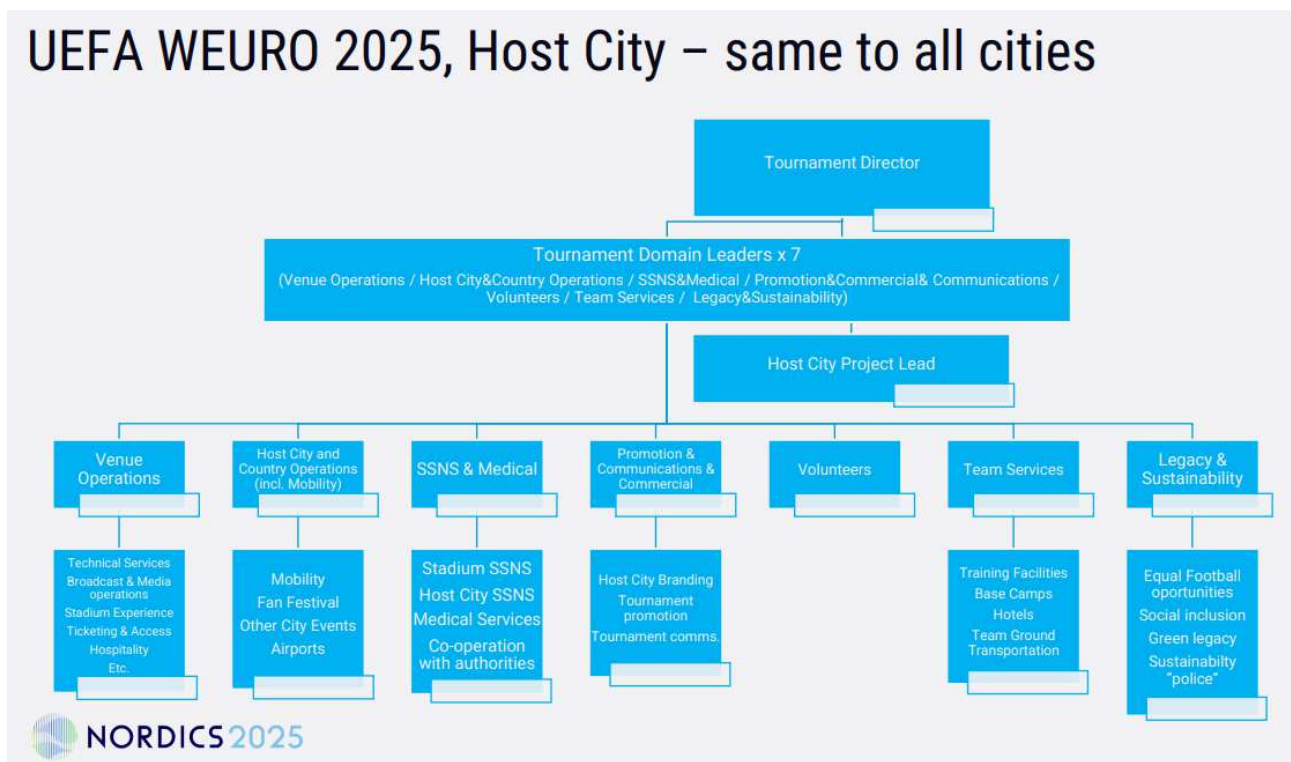 UEFA WEURO 2025, Host City – same to all cities
Tournament Director
Tournament Domain Leaders x 7
(Venue Operations / Host City&Country Operations / SSNS&Medical / Promotion&Commercial& Communications /
Volunteers / Team Services / Legacy&Sustainability)
Host City Project Lead
Venue
Operations
Host City and
Country Operations
(incl. Mobility)
SSNS & Medical
Promotion &
Communications &
Commercial
Volunteers
Team Services
Legacy &
Sustainability
Technical Services
Broadcast & Media
operations
Stadium Experience
Ticketing & Access
Hospitality
Etc.
Mobility
Fan Festival
Other City Events
Airports
Stadium SSNS
Host City SSNS
Medical Services
Co-operation
with authorities
Host City Branding
Tournament
promotion
Tournament comms.
Training Facilities
Base Camps
Hotels
Team Ground
Transportation
Equal Football
oportunities
Social inclusion
Green legacy
Sustainabilty
“police”
NORDICS 2025